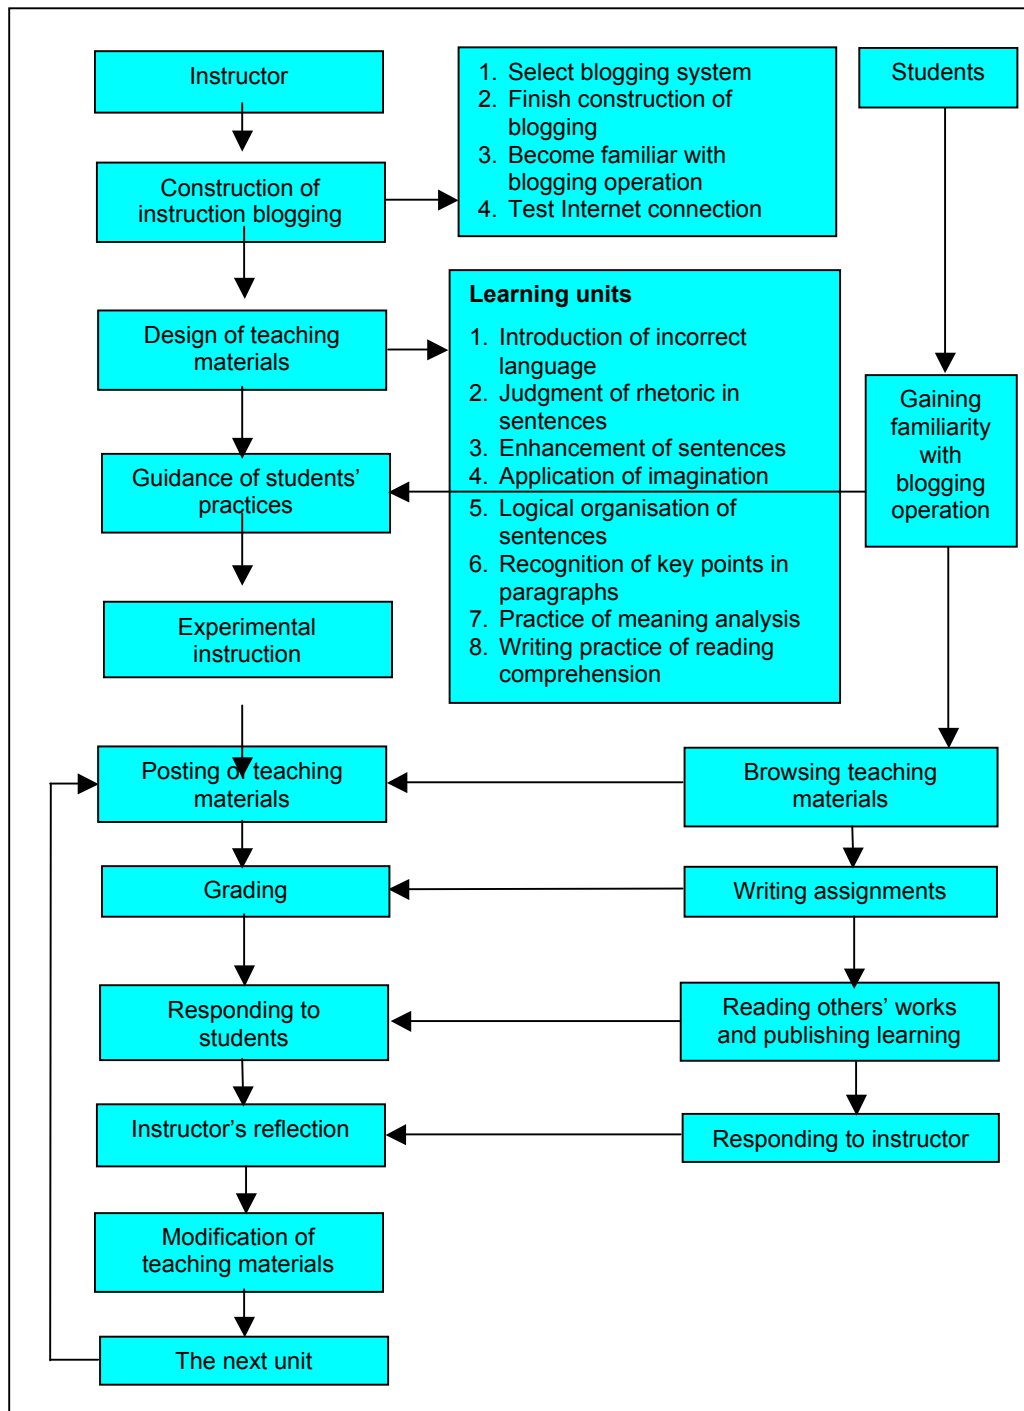 Instructor
1. Select blogging system
2. Finish construction of
blogging
3. Become familiar with
blogging operation
4. Test Internet connection
Students
Construction of
instruction blogging
Learning units
1. Introduction of incorrect
language
2. Judgment of rhetoric in
sentences
3. Enhancement of sentences
4. Application of imagination
5. Logical organisation of
sentences
6. Recognition of key points in
paragraphs
7. Practice of meaning analysis
8. Writing practice of reading
comprehension
Design of teaching
materials
Gaining
familiarity
with
blogging
operation
Guidance of students’
practices
Experimental
instruction
Posting of teaching
materials
Browsing teaching
materials
Grading
Writing assignments
Responding to
students
Reading others’ works
and publishing learning
Instructor’s reflection
Responding to instructor
Modification of
teaching materials
The next unit